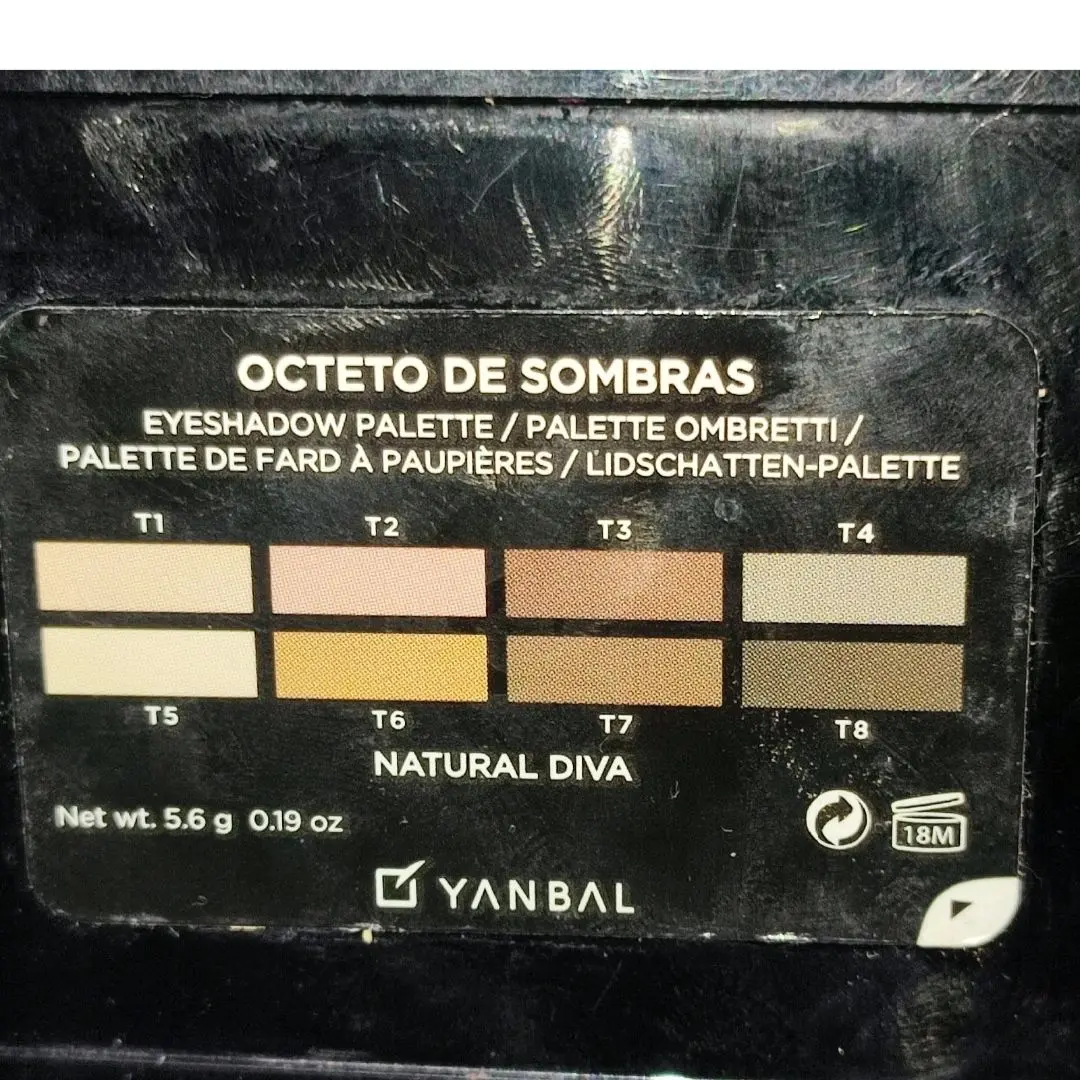 OCTETO DE SOMBRAS
EYESHADOW PALETTE / PALETTE OMBRETTI /
PALETTE DE FARD À PAUPIÈRES / LIDSCHATTEN-PALETTE
T1 T2 T3 T4
T5 T6 T7 T8
NATURAL DIVA
Net wt. 5.6 g 0.19 oz
18M
YANBAL